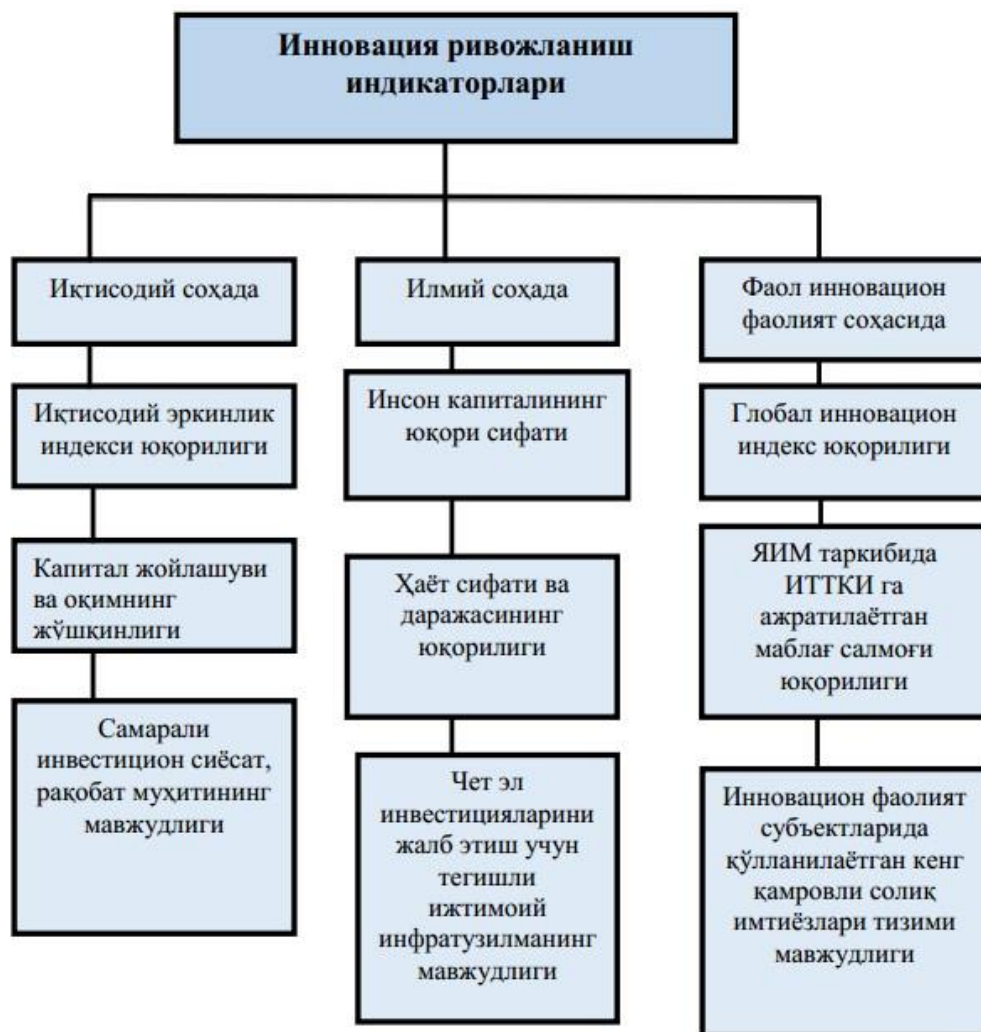 Инновация ривожланиш
индикаторлари
Иқтисодий соҳада
Иқтисодий эркинлик
индекси юқорилиги
Капитал жойлашуви
ва оқимнинг
жўшқинлиги
Самарали
инвестицион сиёсат,
рақобат муҳитининг
мавжудлиги
Илмий соҳада
Инсон капиталининг
юқори сифати
Ҳаёт сифати ва
даражасининг
юқорилиги
Чет эл
инвестицияларини
жалб этиш учун
тегишли
ижтимоий
инфратузилманинг
мавжудлиги
Фаол инновацион
фаолият соҳасида
Глобал инновацион
индекс юқорилиги
ЯИМ таркибида
ИТТКИ га
ажратилаётган
маблағ салмоғи
юқорилиги
Инновацион фаолият
субъектларида
қўлланилаётган кенг
қамровли солиқ
имтиёзлари тизими
мавжудлиги